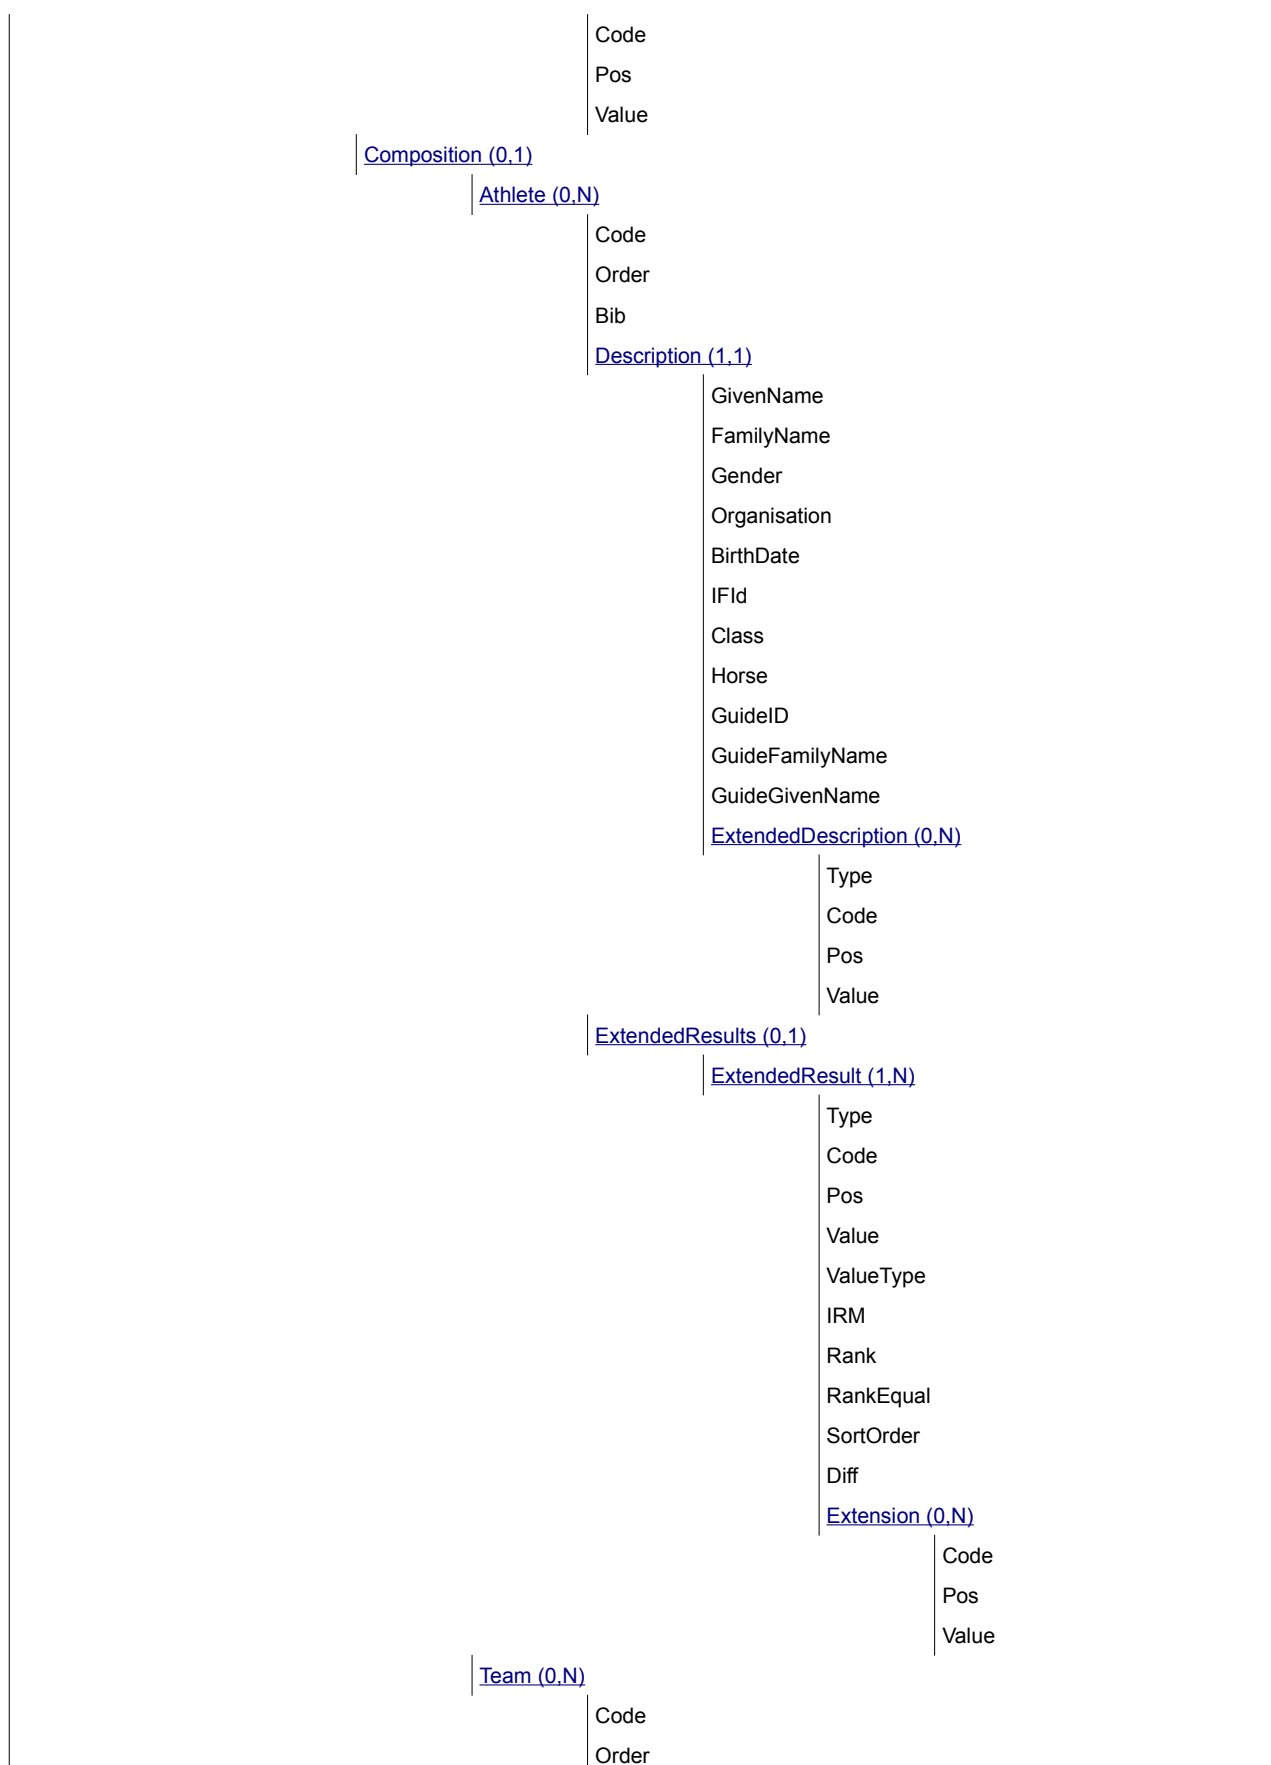 Code
Pos
Value
Composition (0,1)
Athlete (0,N)
Code
Order
Bib
Description (1,1)
GivenName
FamilyName
Gender
Organisation
BirthDate
IFId
Class
Horse
GuideID
GuideFamilyName
GuideGivenName
ExtendedDescription (0,N)
Type
Code
Pos
Value
ExtendedResults (0,1)
ExtendedResult (1,N)
Type
Code
Pos
Value
ValueType
IRM
Rank
RankEqual
SortOrder
Diff
Extension (0,N)
Code
Pos
Value
Team (0,N)
Code
Order